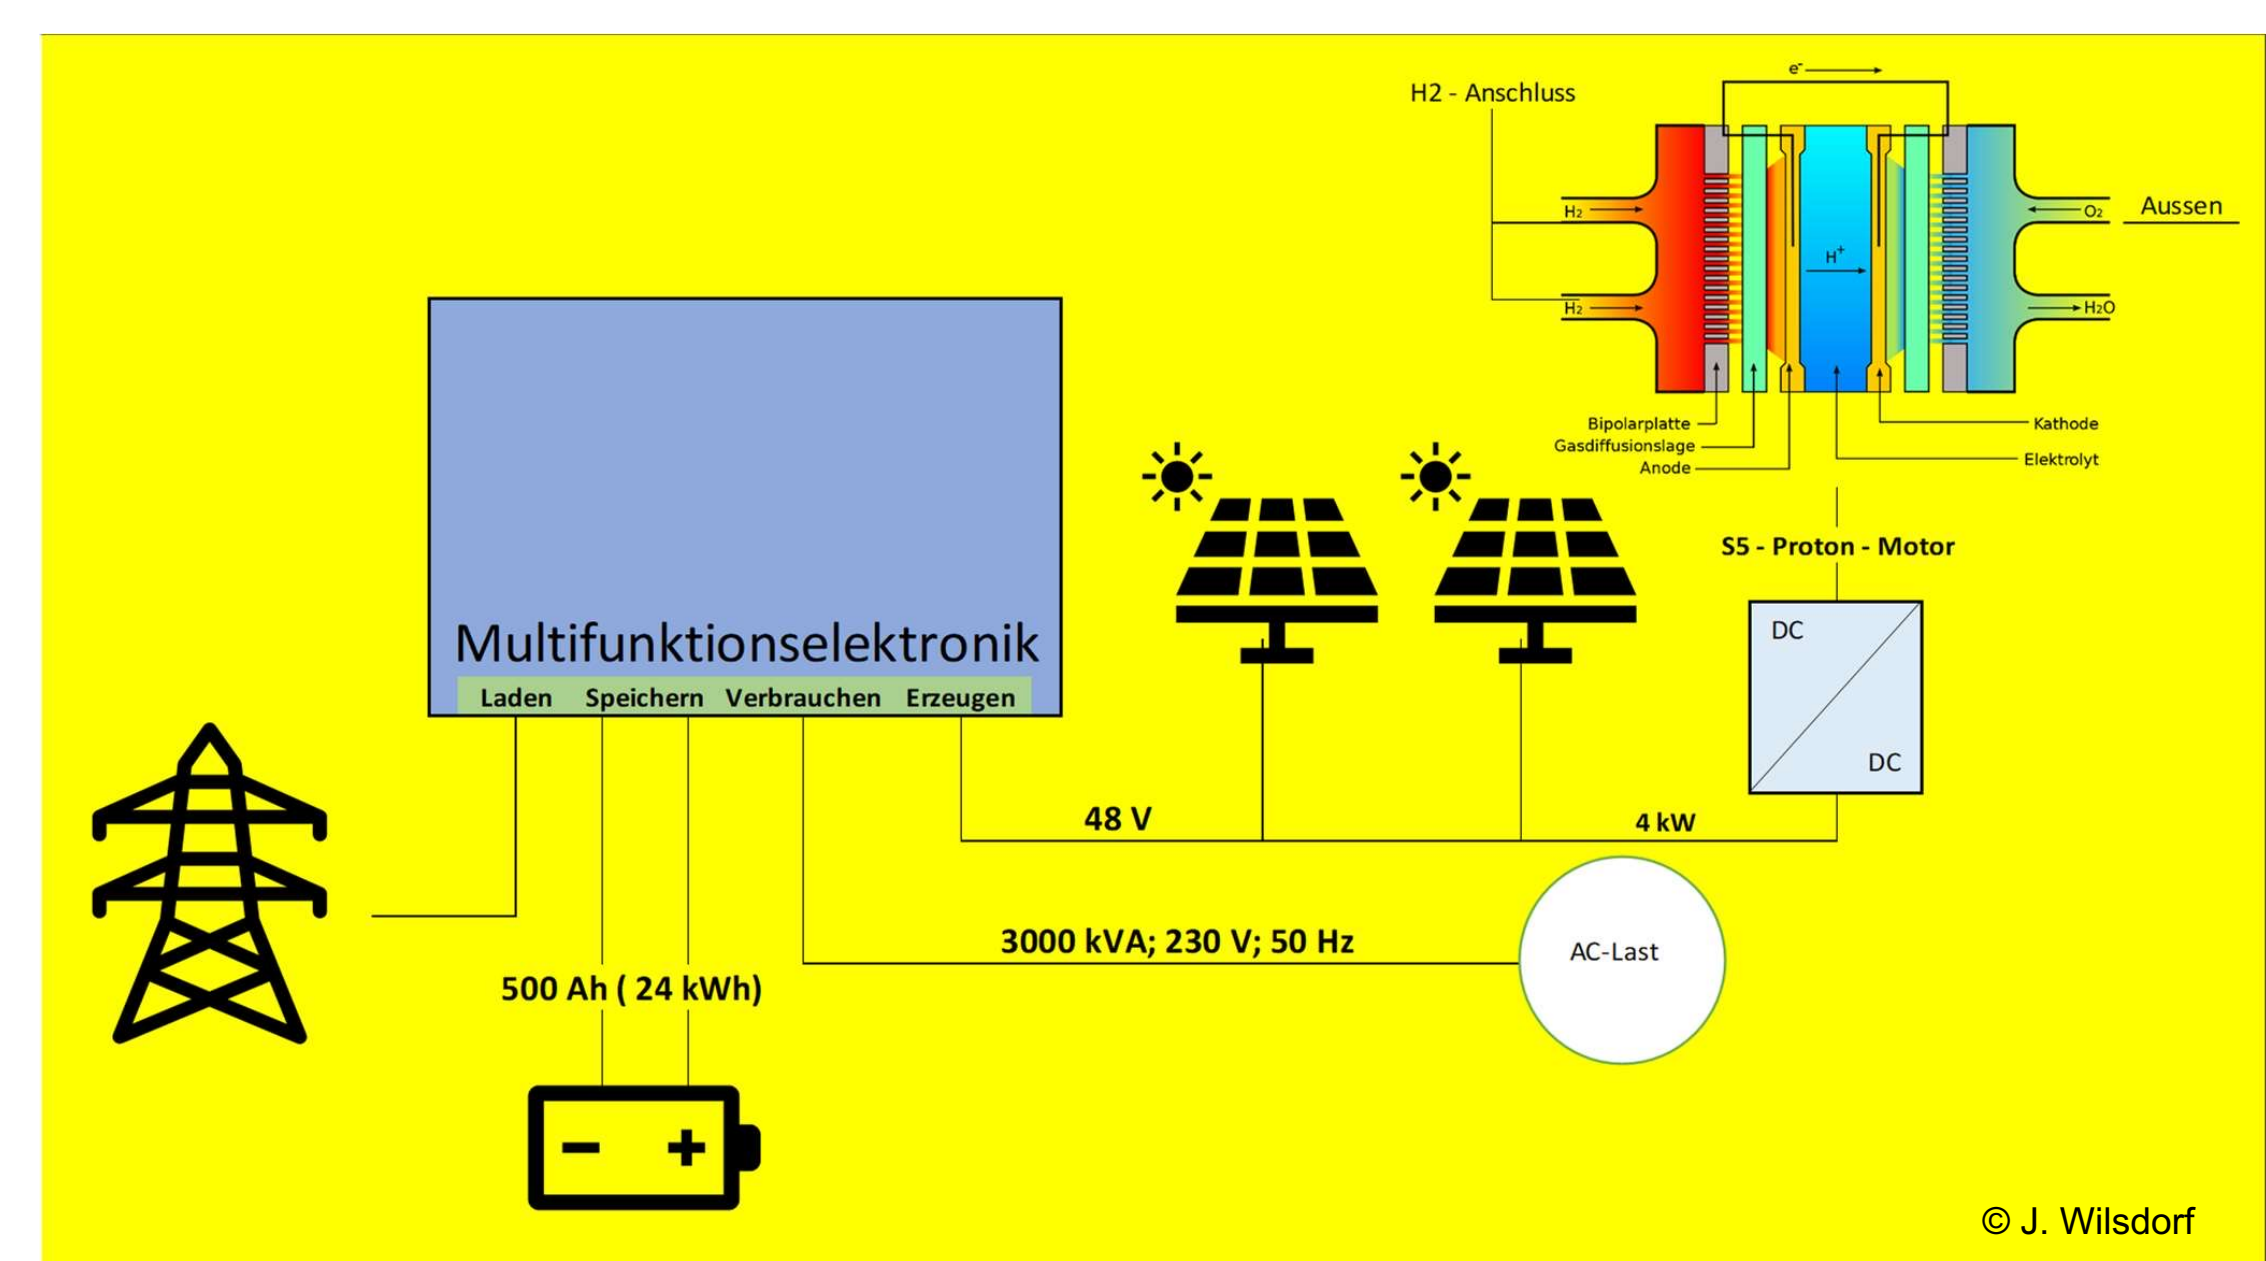 e-
H2 - Anschluss
H2
O2
Aussen
H+
H2
H2O
Bipolarplatte
Kathode
Gasdiffusionslage
Elektrolyt
Anode
S5 - Proton - Motor
DC
DC
Multifunktionselektronik
Laden Speichern Verbrauchen Erzeugen
48 V
4 kW
3000 kVA; 230 V; 50 Hz
AC-Last
500 Ah ( 24 kWh)
© J. Wilsdorf